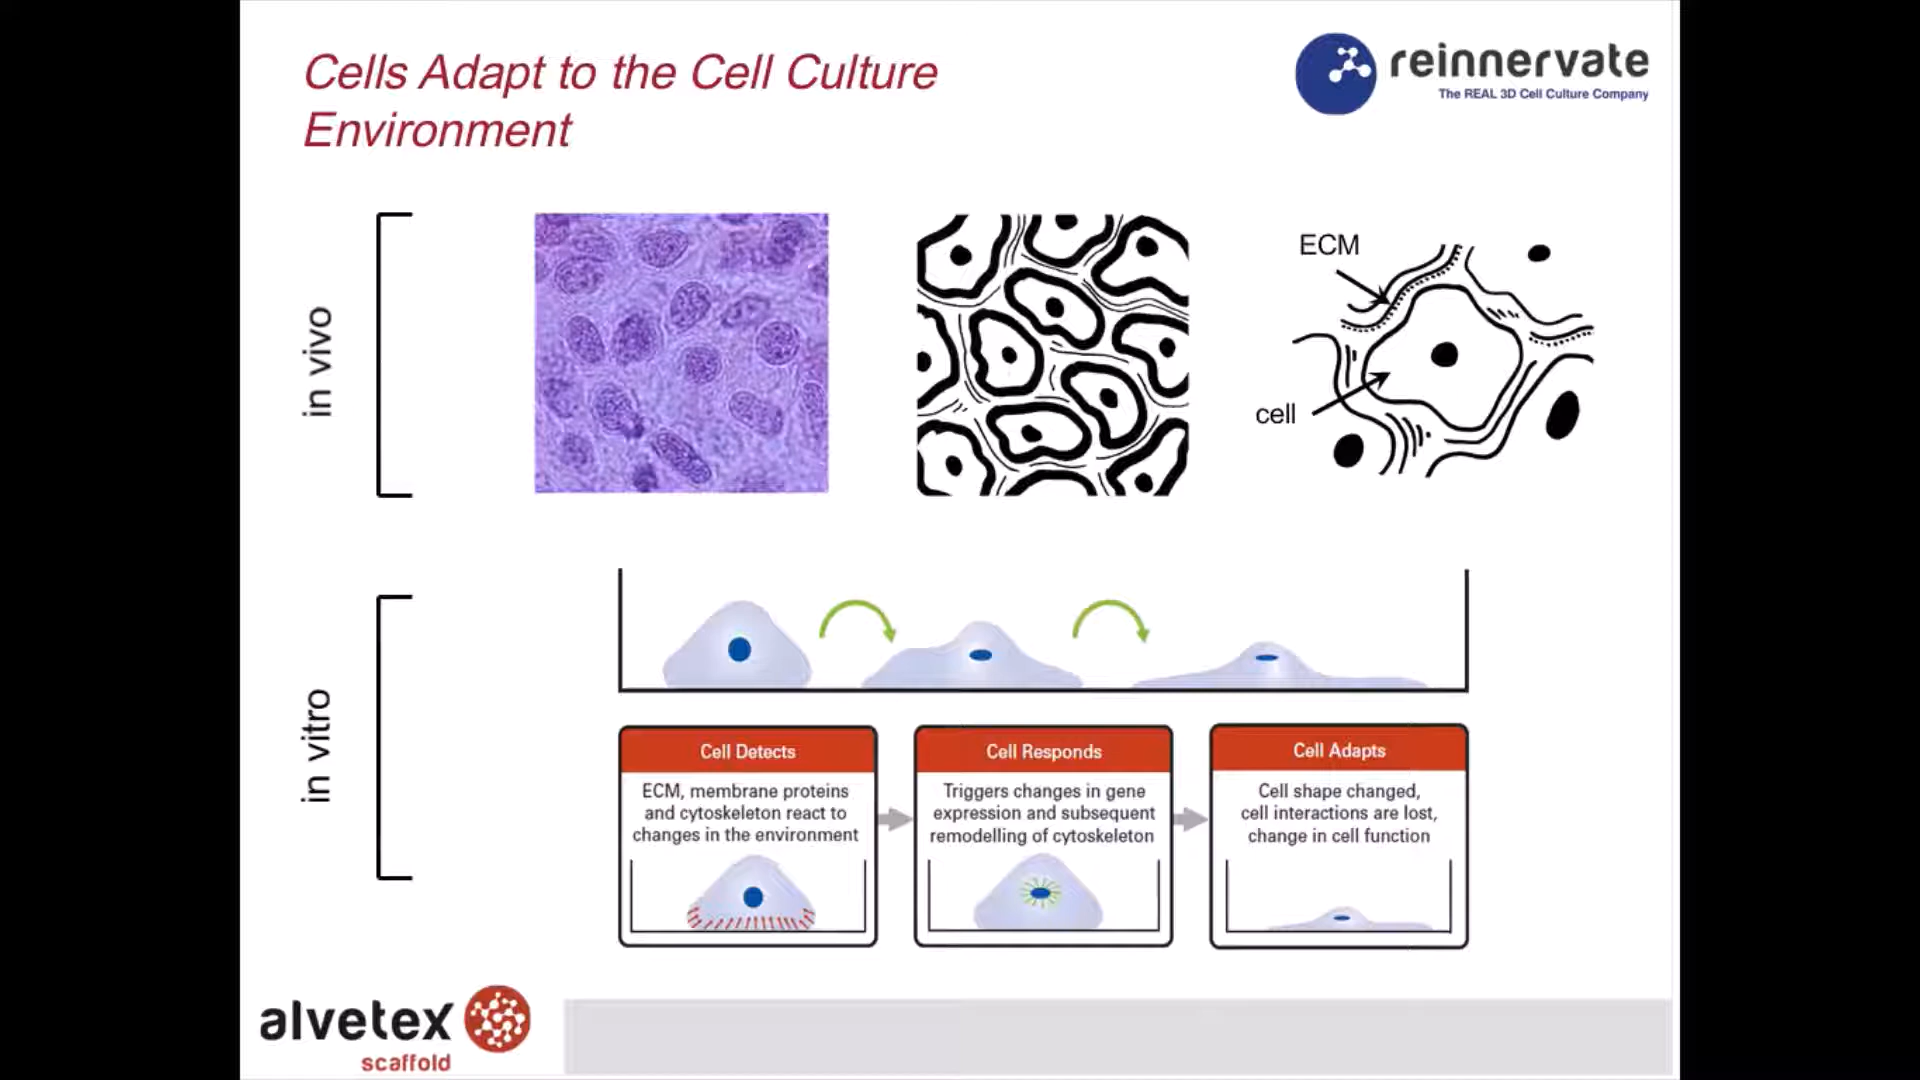 Cells Adapt to the Cell Culture
Environment
reinnervate
The REAL 3D Cell Culture Company
in vivo
ECM
cell
in vitro
Cell Detects
ECM, membrane proteins
and cytoskeleton react to
changes in the environment
Cell Responds
Triggers changes in gene
expression and subsequent
remodelling of cytoskeleton
Cell Adapts
Cell shape changed,
cell interactions are lost,
change in cell function
alvetex
scaffold